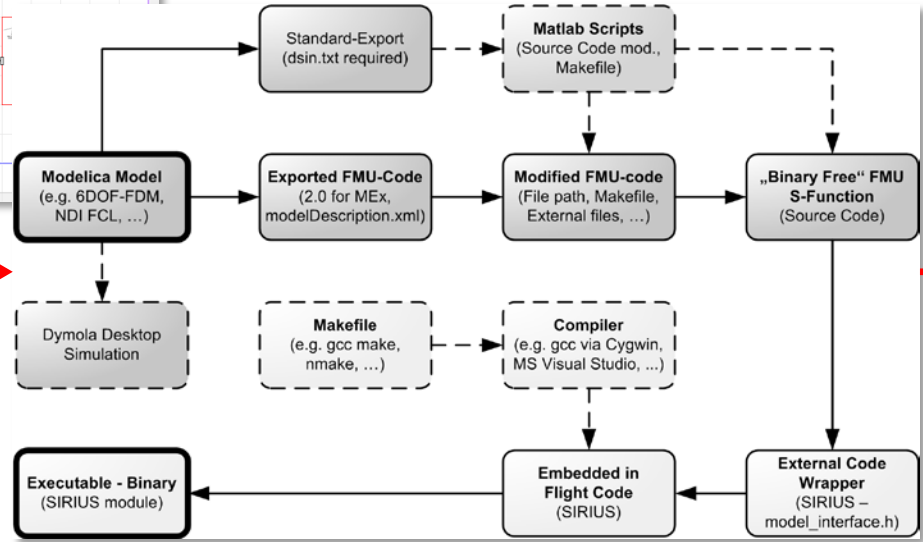 Standard-Export
(dsin.txt required)
Matlab Scripts
(Source Code mod.,
Makefile)
Modelica Model
(e.g. 6DOF-FDM,
NDI FCL, …)
Exported FMU-Code
(2.0 for MEx,
modelDescription.xml)
Modified FMU-code
(File path, Makefile,
External files, …)
„Binary Free“ FMU
S-Function
(Source Code)
Dymola Desktop
Simulation
Makefile
(e.g. gcc make,
nmake, …)
Compiler
(e.g. gcc via Cygwin,
MS Visual Studio, ...)
Executable - Binary
(SIRIUS module)
Embedded in
Flight Code
(SIRIUS)
External Code
Wrapper
(SIRIUS –
model_interface.h)